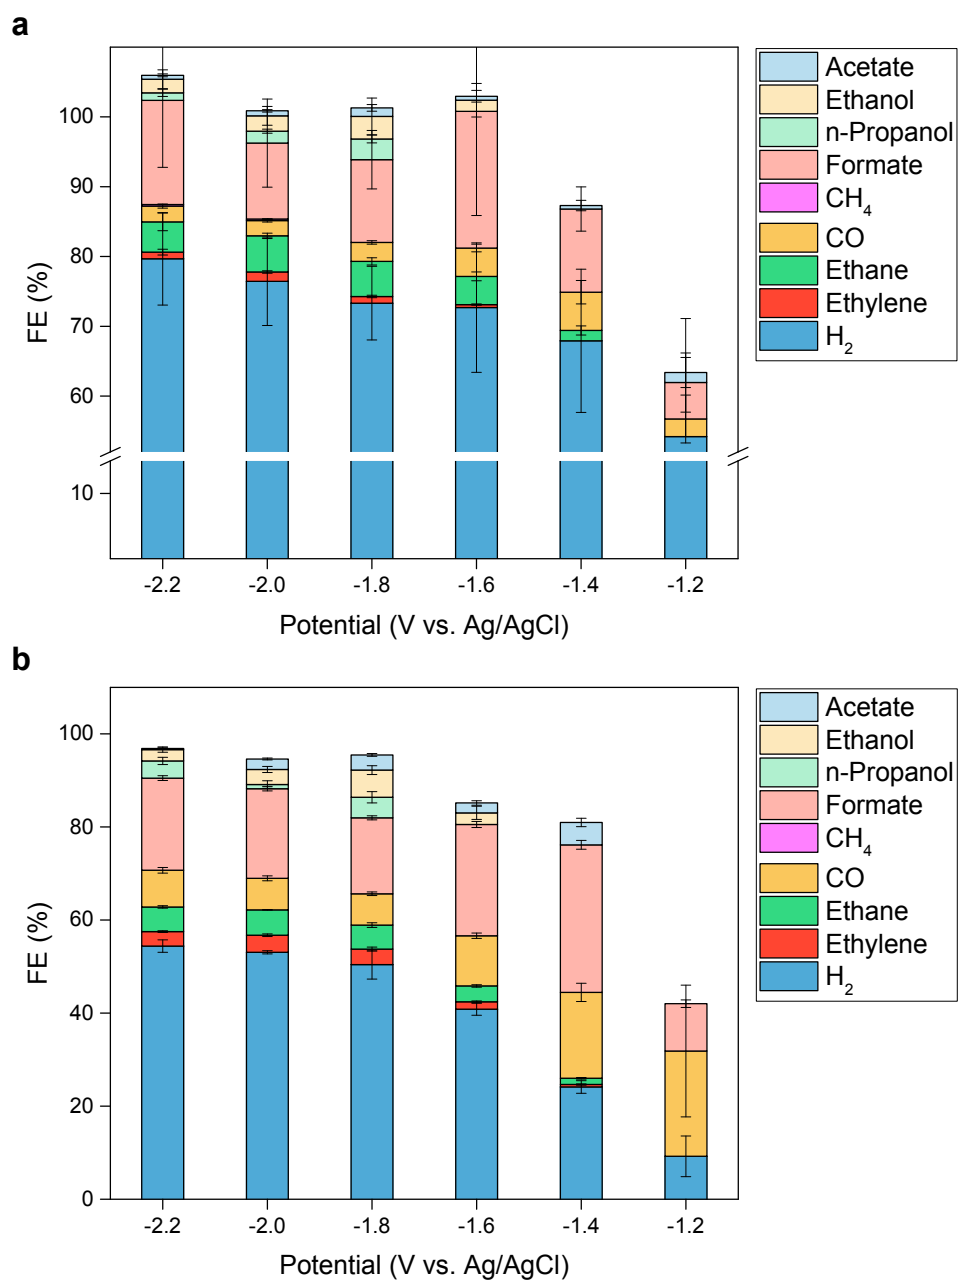 a
FE (%)
100
90
80
70
60
10
-2.2 -2.0 -1.8 -1.6 -1.4 -1.2
Potential (V vs. Ag/AgCl)
Acetate
Ethanol
n-Propanol
Formate
CH₄
CO
Ethane
Ethylene
H₂
b
FE (%)
100
80
60
40
20
0
-2.2 -2.0 -1.8 -1.6 -1.4 -1.2
Potential (V vs. Ag/AgCl)
Acetate
Ethanol
n-Propanol
Formate
CH₄
CO
Ethane
Ethylene
H₂